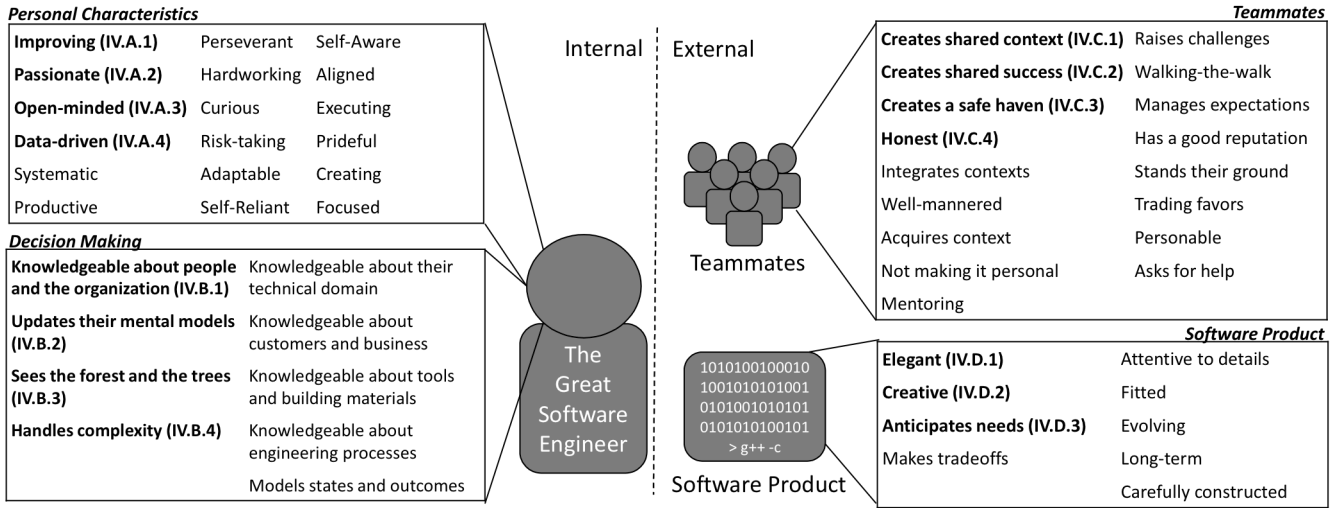 Personal Characteristics
Improving (IV.A.1) Perseverant Self-Aware
Passionate (IV.A.2) Hardworking Aligned
Open-minded (IV.A.3) Curious Executing
Data-driven (IV.A.4) Risk-taking Prideful
Systematic Adaptable Creating
Productive Self-Reliant Focused
Decision Making
Knowledgeable about people
and the organization (IV.B.1)
Updates their mental models
(IV.B.2)
Sees the forest and the trees
(IV.B.3)
Handles complexity (IV.B.4)
Knowledgeable about their
technical domain
Knowledgeable about
customers and business
Knowledgeable about tools
and building materials
Knowledgeable about
engineering processes
Models states and outcomes
Internal
External
The
Great
Software
Engineer
Teammates
1010100100010
1001010101001
0101001010101
0101010100101
> g++ -c
Software Product
Teammates
Creates shared context (IV.C.1) Raises challenges
Creates shared success (IV.C.2) Walking-the-walk
Creates a safe haven (IV.C.3) Manages expectations
Honest (IV.C.4) Has a good reputation
Integrates contexts Stands their ground
Well-mannered Trading favors
Acquires context Personable
Not making it personal Asks for help
Mentoring
Software Product
Elegant (IV.D.1) Attentive to details
Creative (IV.D.2) Fitted
Anticipates needs (IV.D.3) Evolving
Makes tradeoffs Long-term
Carefully constructed